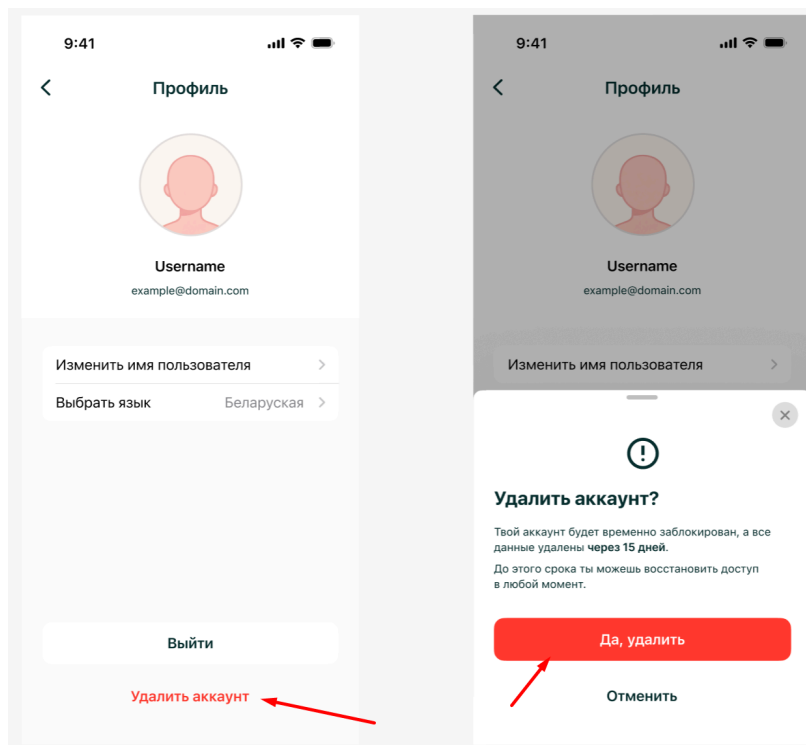 9:41
Профиль
Username
example@domain.com
Изменить имя пользователя
Выбрать язык Беларуская
Выйти
Удалить аккаунт
9:41
Профиль
Username
example@domain.com
Изменить имя пользователя
Удалить аккаунт?
Твой аккаунт будет временно заблокирован, а все
данные удалены через 15 дней.
До этого срока ты можешь восстановить доступ
в любой момент.
Да, удалить
Отменить